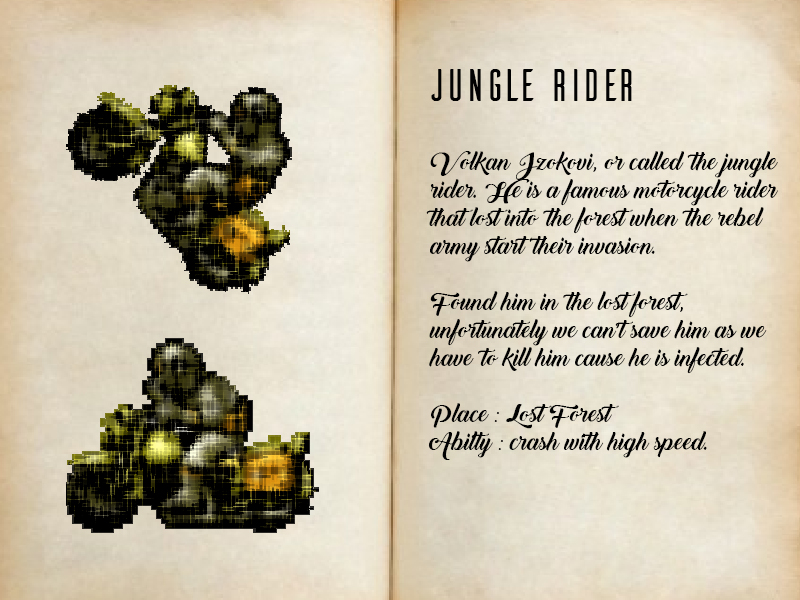 JUNGLE RIDER
Volkan Jzokovi, or called the jungle
rider. He is a famous motorcycle rider
that lost into the forest when the rebel
army start their invasion.
Found him in the lost forest,
unfortunately we can't save him as we
have to kill him cause he is infected.
Place : Lost Forest
Abilty : crash with high speed.